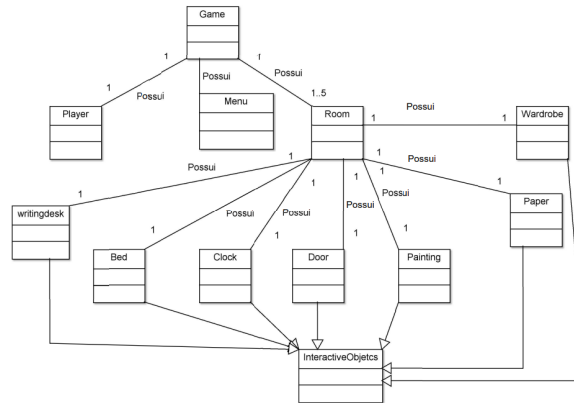 Game
1
1
1
Possui
Possui
Possui
1
1..5
Player
Menu
Room
Possui
Wardrobe
1
1
1
1
1
1
1
1
Possui
Possui
1
1
Possui
Paper
writingdesk
Possui
Possui
Possui
1
1
1
1
Bed
Clock
Door
Painting
InteractiveObjetcs